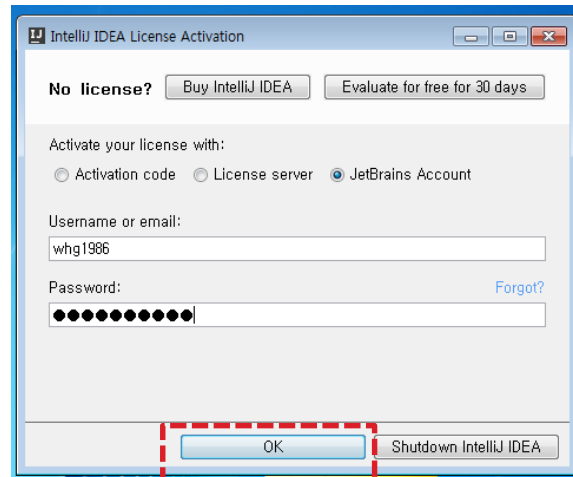 IntelliJ IDEA License Activation
No license? Buy IntelliJ IDEA Evaluate for free for 30 days
Activate your license with:
Activation code License server JetBrains Account
Username or email:
whg1986
Password: Forgot?
●●●●●●●●●●
OK Shutdown IntelliJ IDEA